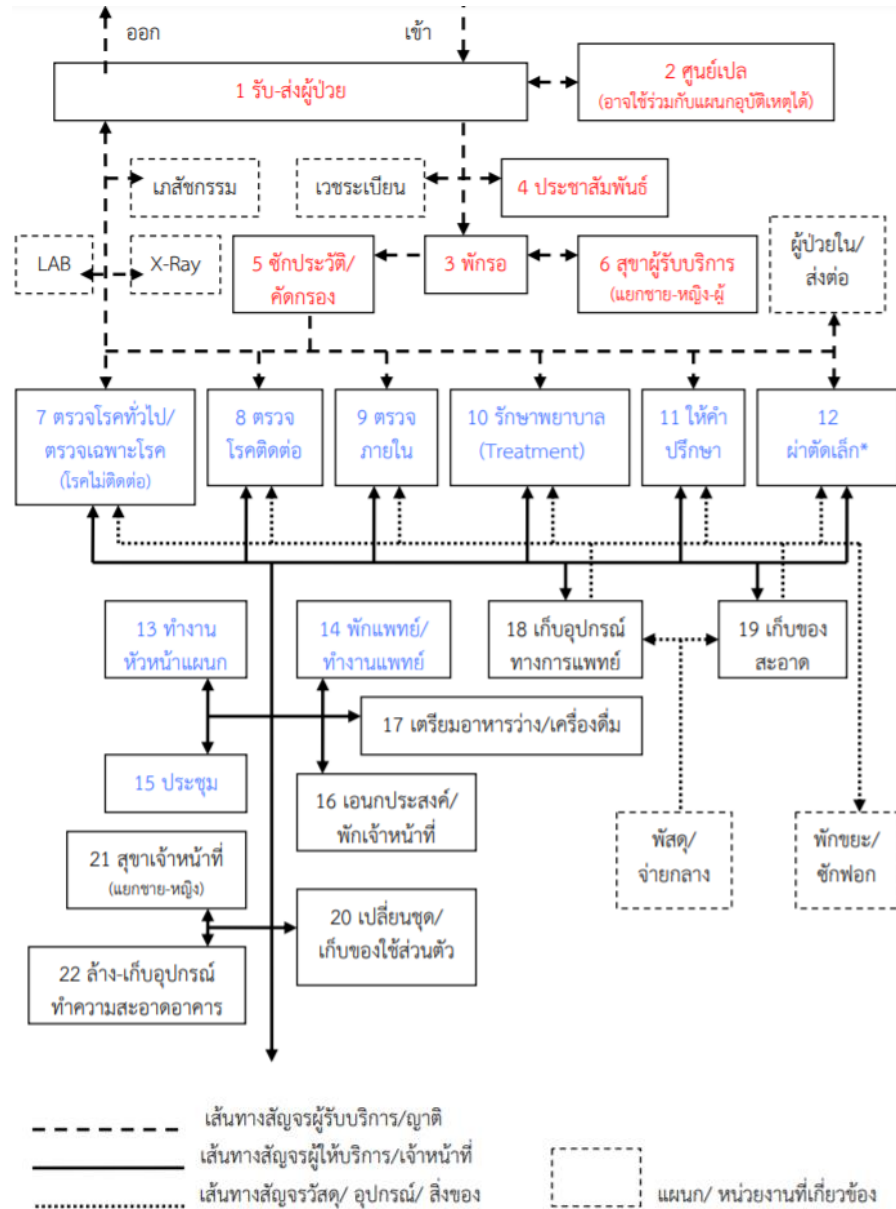 ออก
เข้า
1 รับ-ส่งผู้ป่วย
2 ศูนย์เปล
(อาจใช้ร่วมกับแผนกอุบัติเหตุได้)
เภสัชกรรม
เวชระเบียน
4 ประชาสัมพันธ์
LAB
X-Ray
5 ซักประวัติ/
คัดกรอง
3 พักรอ
6 สุขาผู้รับบริการ
(แยกชาย-หญิง-ผู้
ผู้ป่วยใน/
ส่งต่อ
7 ตรวจโรคทั่วไป/
ตรวจเฉพาะโรค
(โรคไม่ติดต่อ)
8 ตรวจ
โรคติดต่อ
9 ตรวจ
ภายใน
10 รักษาพยาบาล
(Treatment)
11 ให้คำ
ปรึกษา
12
ผ่าตัดเล็ก*
13 ทำงาน
หัวหน้าแผนก
14 พักแพทย์/
ทำงานแพทย์
18 เก็บอุปกรณ์
ทางการแพทย์
19 เก็บของ
สะอาด
17 เตรียมอาหารว่าง/เครื่องดื่ม
15 ประชุม
16 เอนกประสงค์/
พักเจ้าหน้าที่
พัสดุ/
จ่ายกลาง
พักขยะ/
ซักฟอก
21 สุขาเจ้าหน้าที่
(แยกชาย-หญิง)
20 เปลี่ยนชุด/
เก็บของใช้ส่วนตัว
22 ล้าง-เก็บอุปกรณ์
ทำความสะอาดอาคาร
เส้นทางสัญจรผู้รับบริการ/ญาติ
เส้นทางสัญจรผู้ให้บริการ/เจ้าหน้าที่
เส้นทางสัญจรวัสดุ/ อุปกรณ์/ สิ่งของ
แผนก/ หน่วยงานที่เกี่ยวข้อง